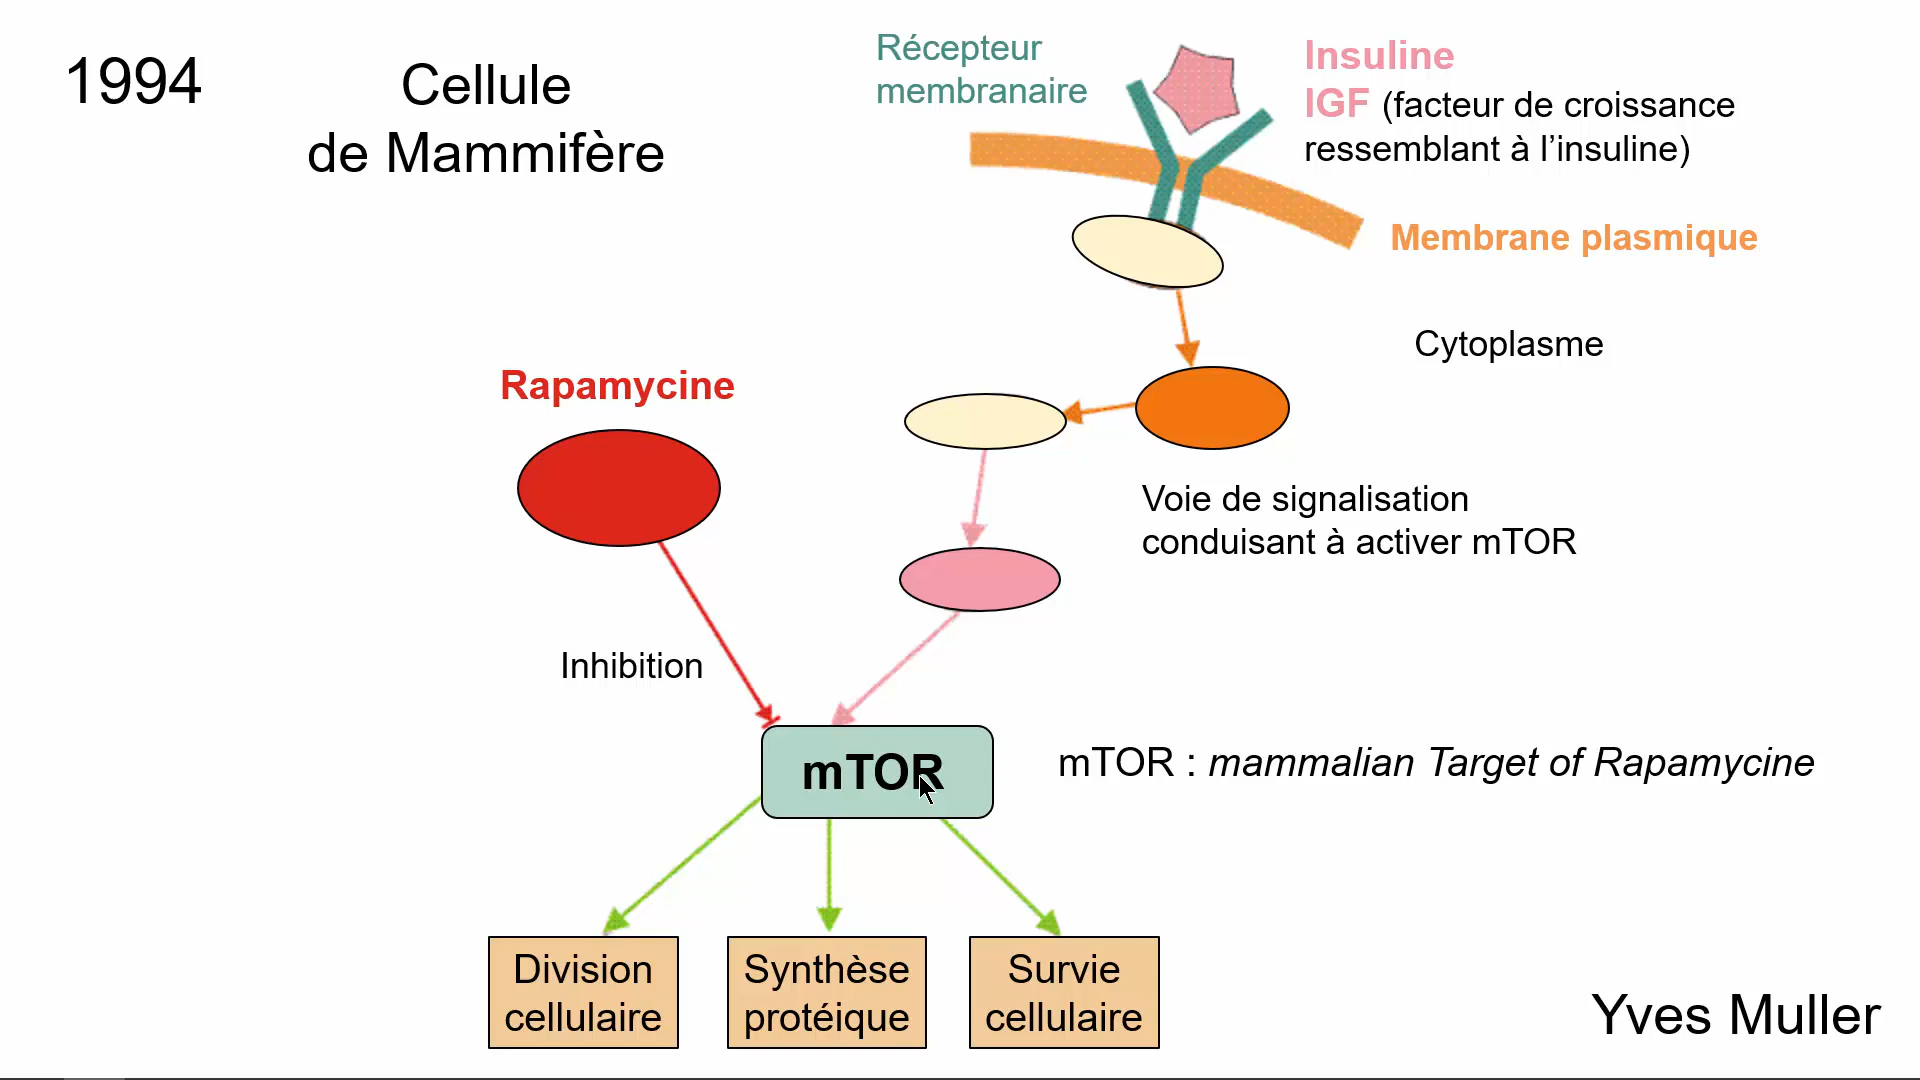 1994
Cellule
de Mammifère
Récepteur
membranaire
Insuline
IGF (facteur de croissance
ressemblant à l’insuline)
Membrane plasmique
Cytoplasme
Rapamycine
Voie de signalisation
conduisant à activer mTOR
Inhibition
mTOR
mTOR : mammalian Target of Rapamycine
Division
cellulaire
Synthèse
protéique
Survie
cellulaire
Yves Muller